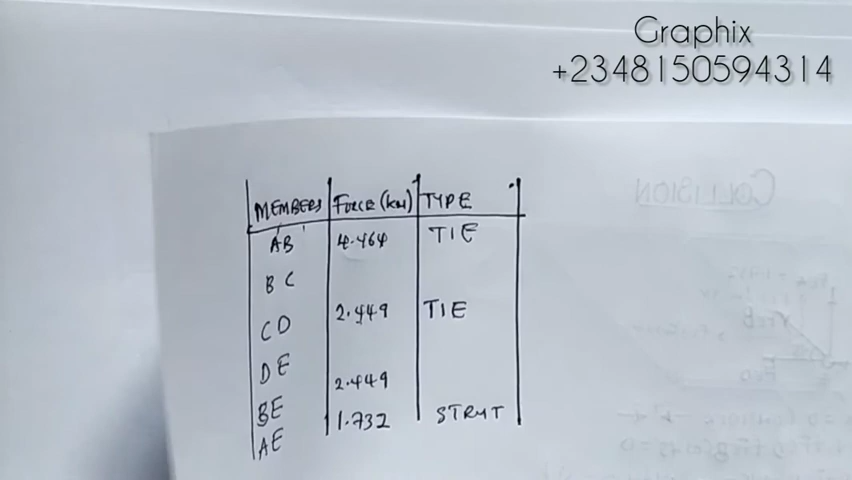 Graphix
+2348150594314
COLLISION
MEMBERS FORCE (KN) TYPE
AB 4.464 TIE
BC
CD 2.449 TIE
DE 2.449
BE 1.732 STRUT
AE